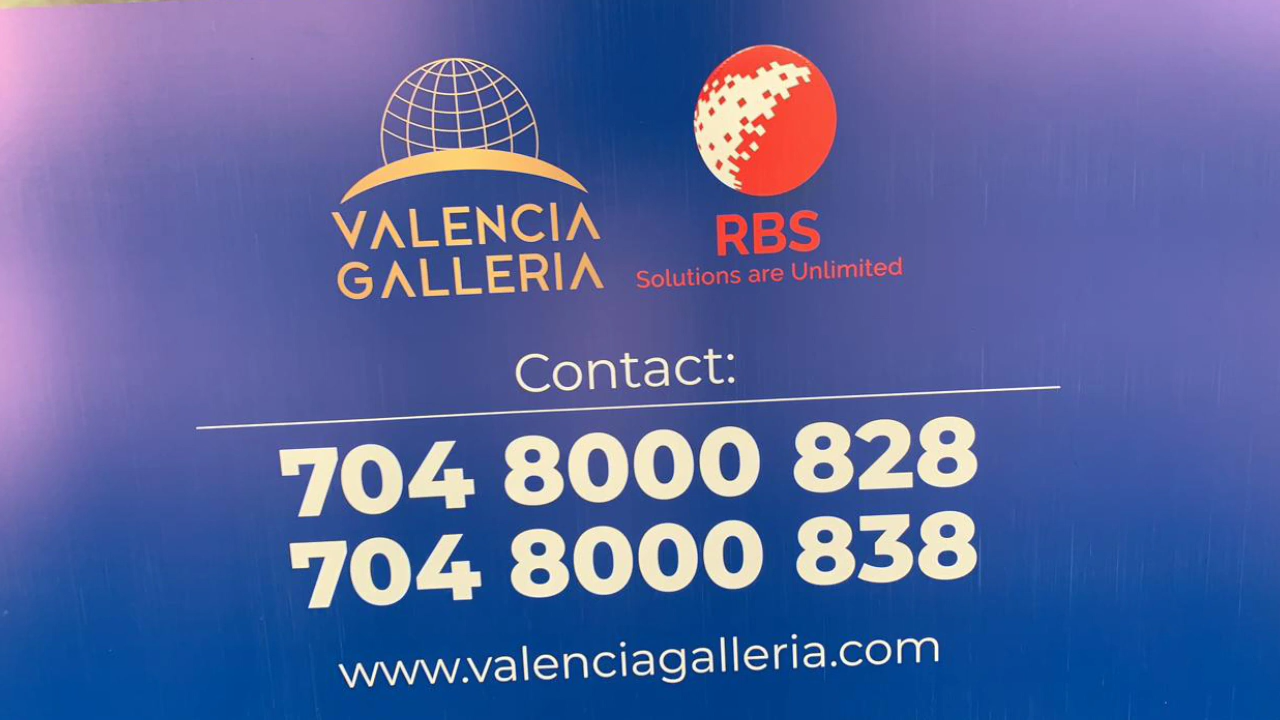 VALENCIA
GALLERIA
RBS
Solutions are Unlimited
Contact:
704 8000 828
704 8000 838
www.valenciagalleria.com